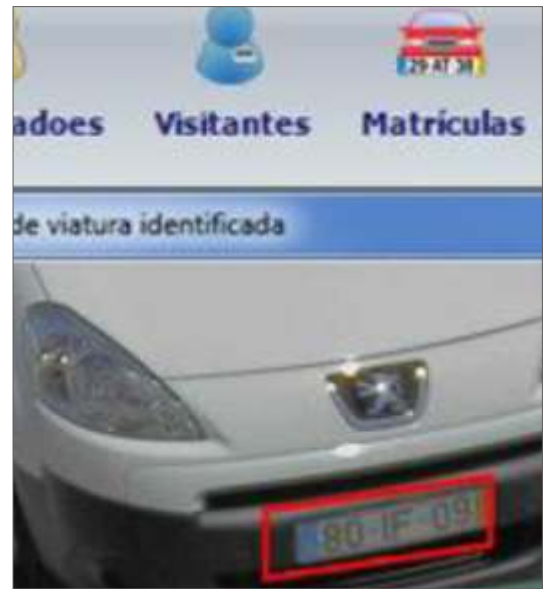 29 AT 38
adoes Visitantes Matrículas
de viatura identificada
80-IF-09